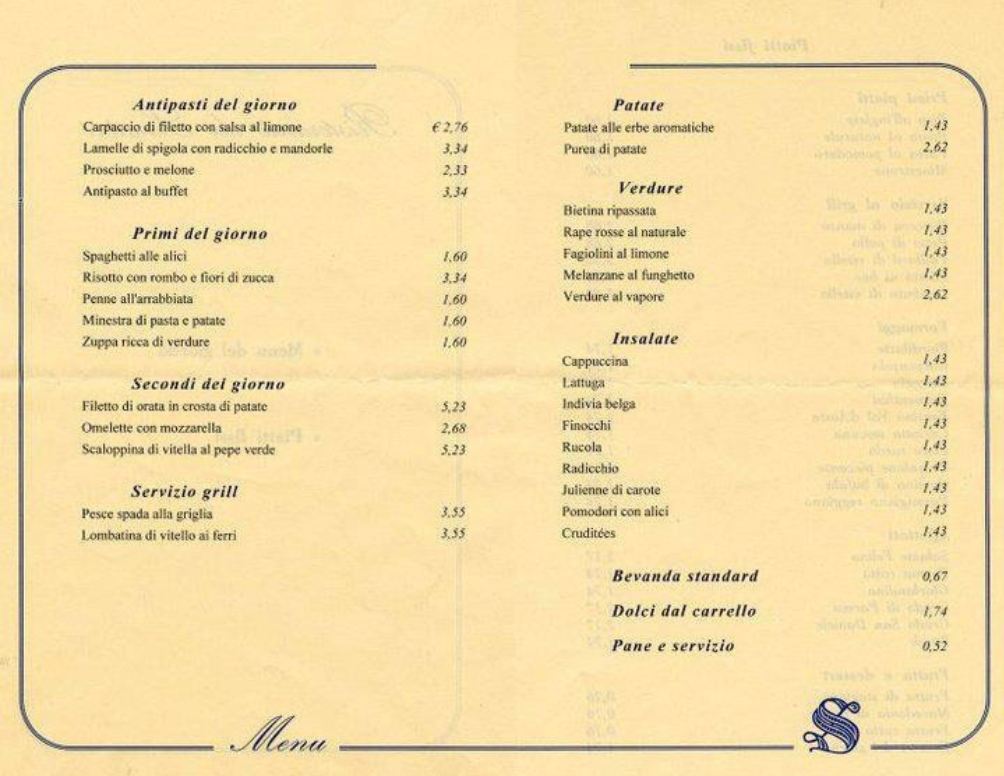 Antipasti del giorno
Carpaccio di filetto con salsa al limone € 2,76
Lamelle di spigola con radicchio e mandorle 3,34
Prosciutto e melone 2,33
Antipasto al buffet 3,34
Primi del giorno
Spaghetti alle alici 1,60
Risotto con rombo e fiori di zucca 3,34
Penne all'arrabbiata 1,60
Minestra di pasta e patate 1,60
Zuppa ricca di verdure 1,60
Secondi del giorno
Filetto di orata in crosta di patate 5,23
Omelette con mozzarella 2,68
Scaloppina di vitella al pepe verde 5,23
Servizio grill
Pesce spada alla griglia 3,55
Lombatina di vitello ai ferri 3,55
Patate
Patate alle erbe aromatiche 1,43
Purea di patate 2,62
Verdure
Bietina ripassata 1,43
Rape rosse al naturale 1,43
Fagiolini al limone 1,43
Melanzane al funghetto 1,43
Verdure al vapore 2,62
Insalate
Cappuccina 1,43
Lattuga 1,43
Indivia belga 1,43
Finocchi 1,43
Rucola 1,43
Radicchio 1,43
Julienne di carote 1,43
Pomodori con alici 1,43
Cruditées 1,43
Bevanda standard 0,67
Dolci dal carrello 1,74
Pane e servizio 0,52
Menu
S